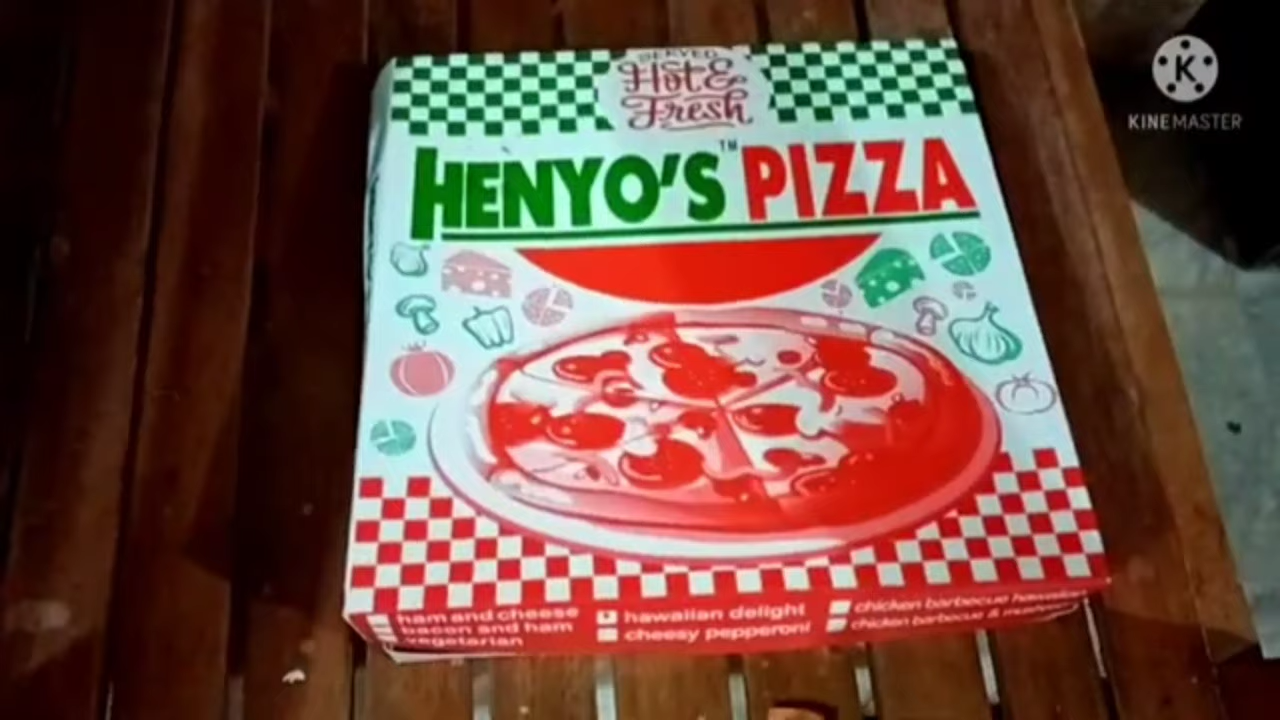 SERVED
Hot &
Fresh
HENYO'S™ PIZZA
ham and cheese
bacon and ham
vegetarian
hawaiian delight
cheesy pepperoni
chicken barbecue hawaiian
chicken barbecue &
K
KINEMASTER